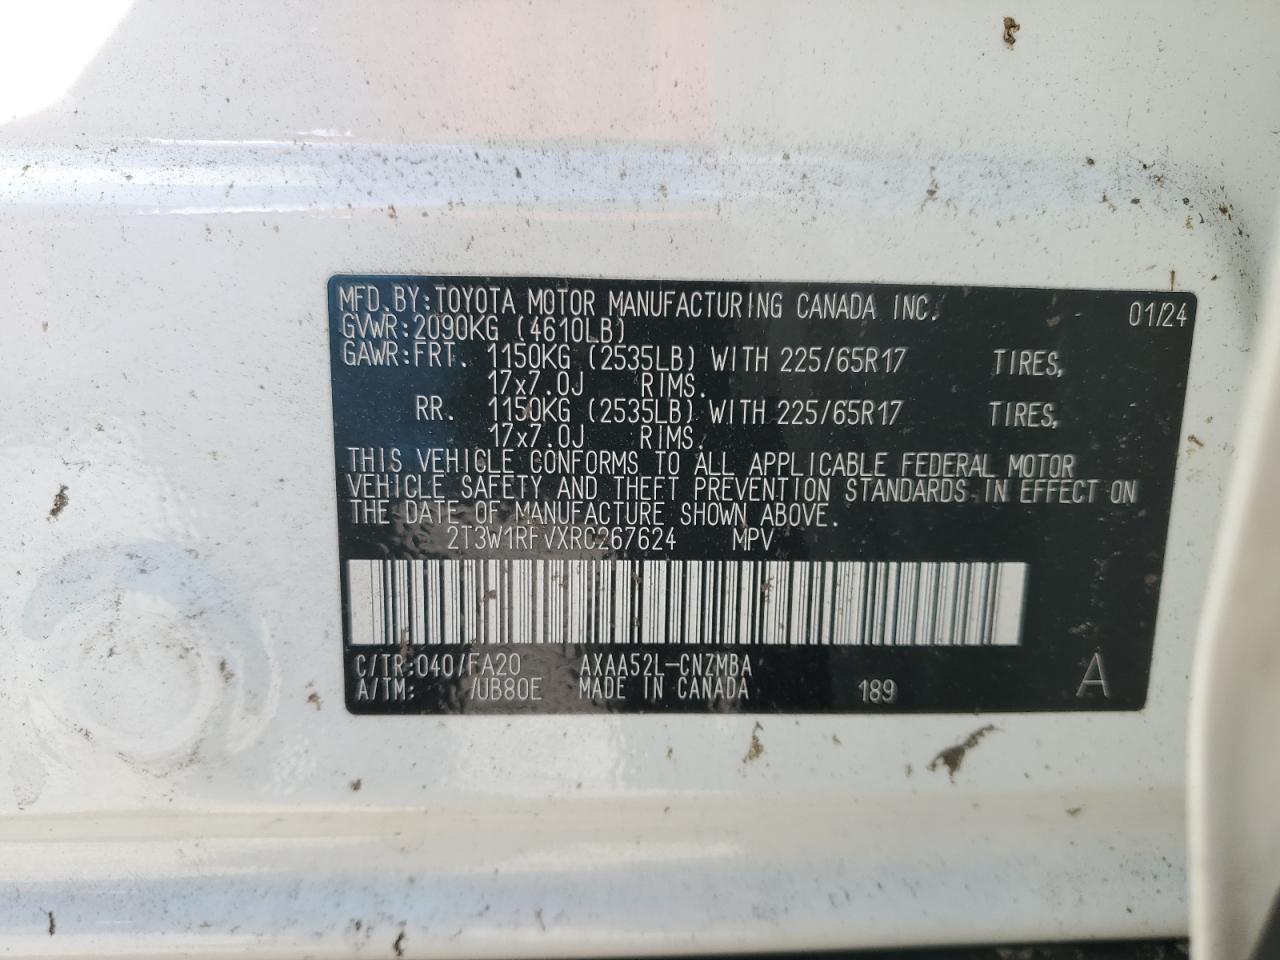 MFD.BY:TOYOTA MOTOR MANUFACTURING CANADA INC. 01/24
GVWR:2090KG (4610LB)
GAWR:FRT. 1150KG (2535LB) WITH 225/65R17 TIRES,
17x7.0J RIMS.
RR. 1150KG (2535LB) WITH 225/65R17 TIRES,
17x7.0J RIMS.
THIS VEHICLE CONFORMS TO ALL APPLICABLE FEDERAL MOTOR
VEHICLE SAFETY AND THEFT PREVENTION STANDARDS IN EFFECT ON
THE DATE OF MANUFACTURE SHOWN ABOVE.
2T3W1RFVXRC267624 MPV
C/TR:040/FA20 AXAA52L-CNZMBA
A/TM: /UB80E MADE IN CANADA 189 A